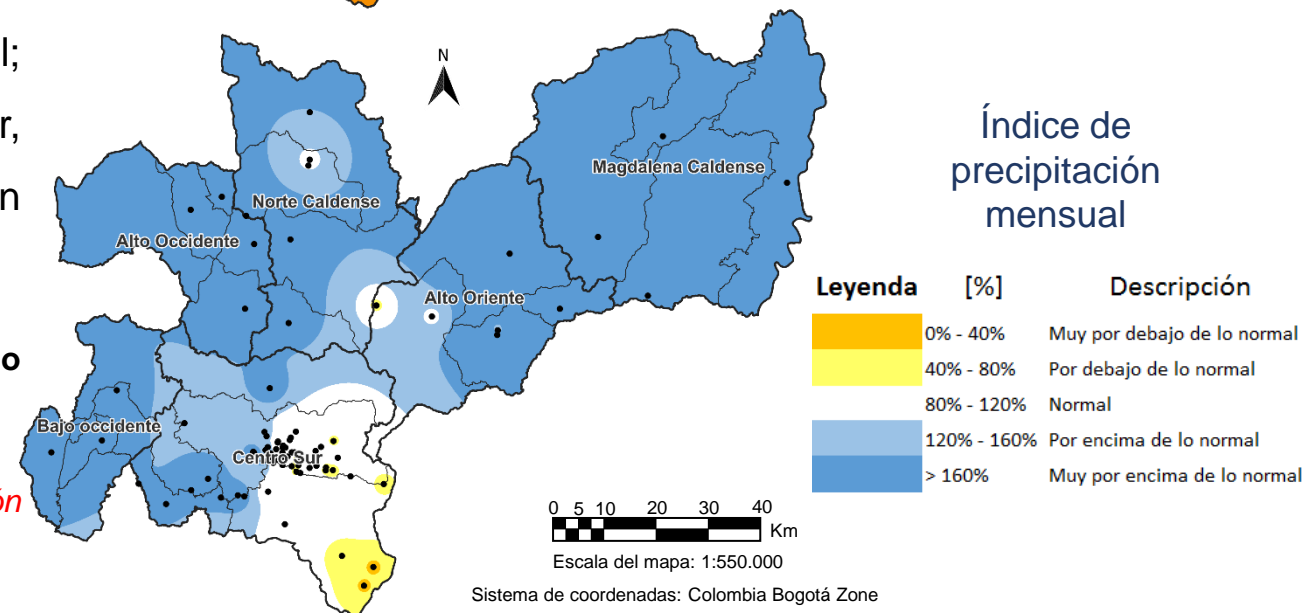 l;
r,
n
o
ón
N
Magdalena Caldense
Norte Caldense
Alto Occidente
Alto Oriente
Bajo occidente
Centro Sur
Índice de
precipitación
mensual
Leyenda [%] Descripción
0% - 40% Muy por debajo de lo normal
40% - 80% Por debajo de lo normal
80% - 120% Normal
120% - 160% Por encima de lo normal
> 160% Muy por encima de lo normal
0 5 10 20 30 40
Km
Escala del mapa: 1:550.000
Sistema de coordenadas: Colombia Bogotá Zone